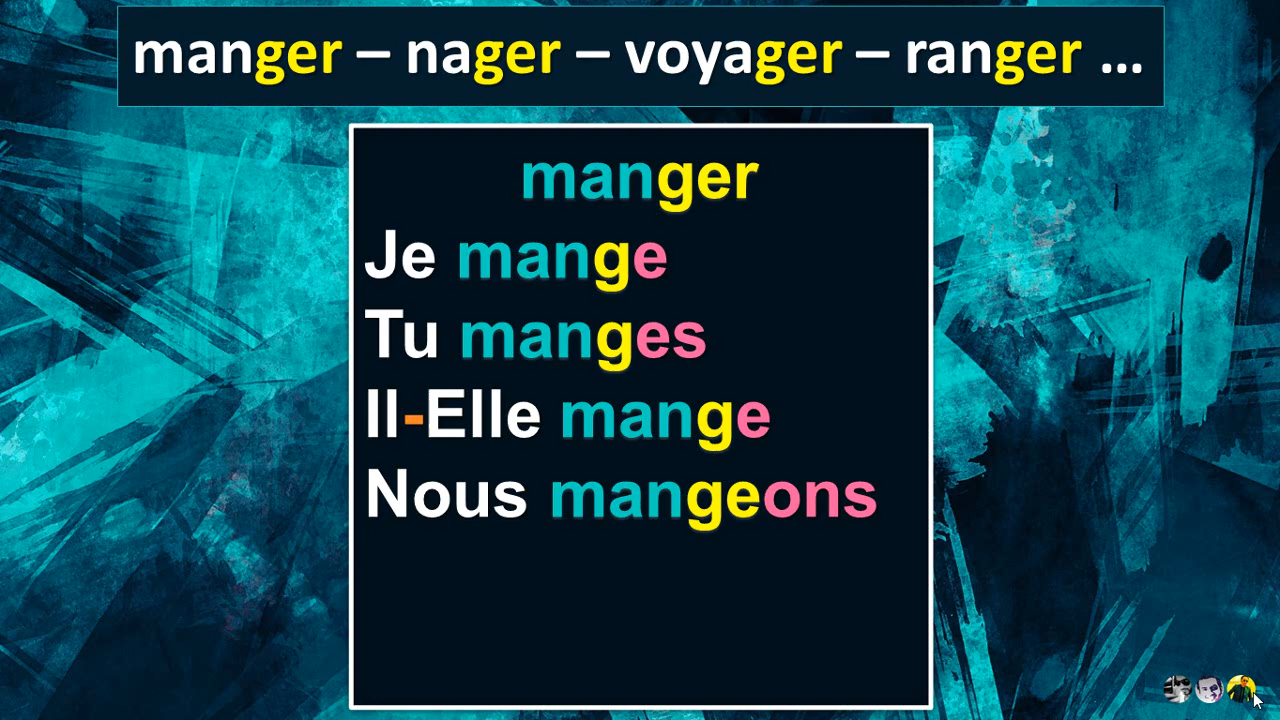 manger – nager – voyager – ranger ...
manger
Je mange
Tu manges
Il-Elle mange
Nous mangeons